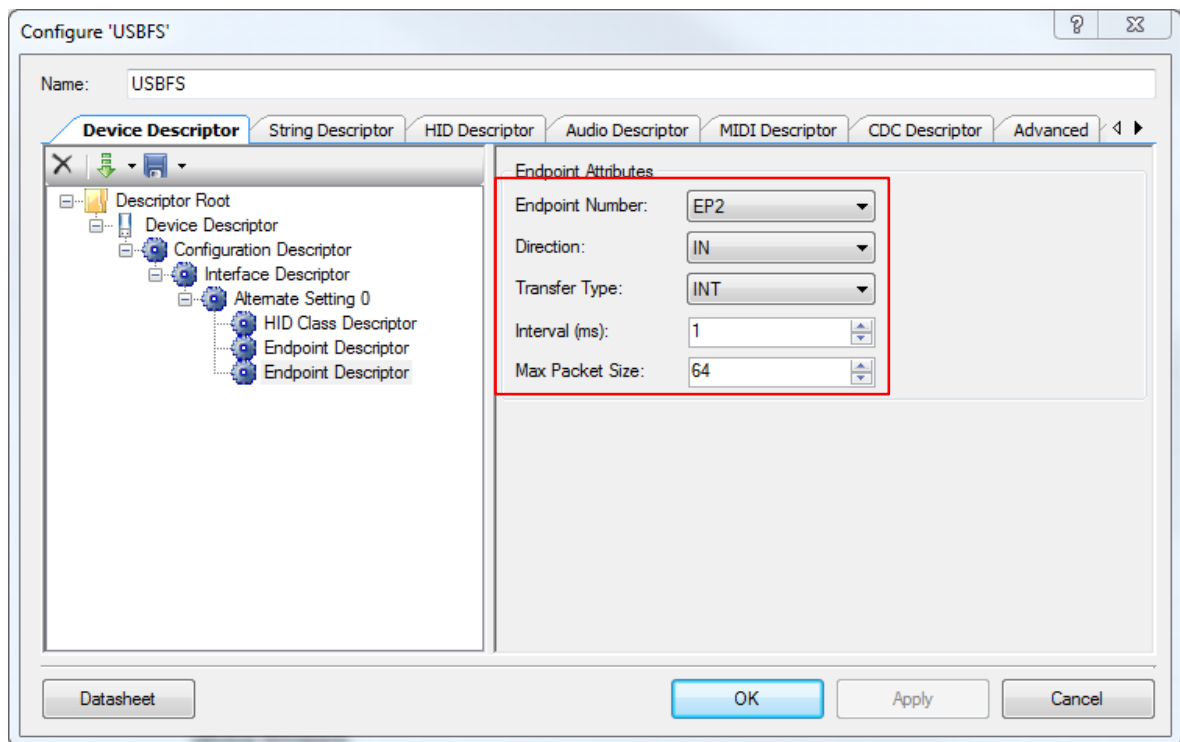 Configure 'USBFS'
Name: USBFS
Device Descriptor String Descriptor HID Descriptor Audio Descriptor MIDI Descriptor CDC Descriptor Advanced
Descriptor Root
Device Descriptor
Configuration Descriptor
Interface Descriptor
Alternate Setting 0
HID Class Descriptor
Endpoint Descriptor
Endpoint Descriptor
Endpoint Attributes
Endpoint Number: EP2
Direction: IN
Transfer Type: INT
Interval (ms): 1
Max Packet Size: 64
Datasheet OK Apply Cancel